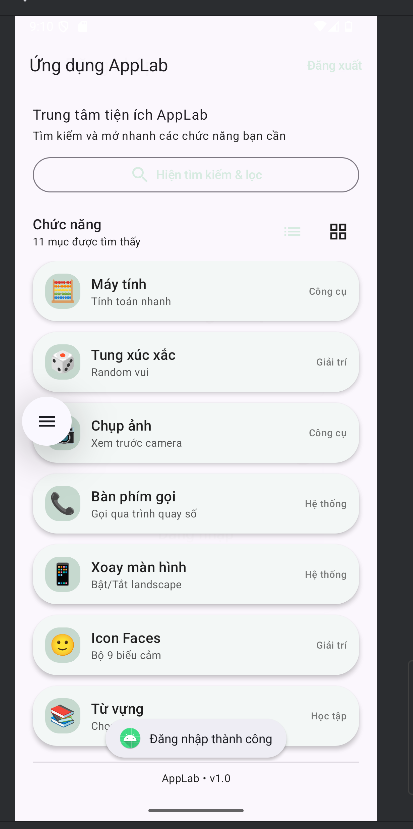 Ứng dụng AppLab
Đăng xuất
Trung tâm tiện ích AppLab
Tìm kiếm và mở nhanh các chức năng bạn cần
Hiện tìm kiếm & lọc
Chức năng
11 mục được tìm thấy
Máy tính
Tính toán nhanh
Công cụ
Tung xúc xắc
Random vui
Giải trí
Chụp ảnh
Xem trước camera
Công cụ
Bàn phím gọi
Gọi qua trình quay số
Hệ thống
Xoay màn hình
Bật/Tắt landscape
Hệ thống
Icon Faces
Bộ 9 biểu cảm
Giải trí
Từ vựng
Học tập
Đăng nhập thành công
AppLab • v1.0